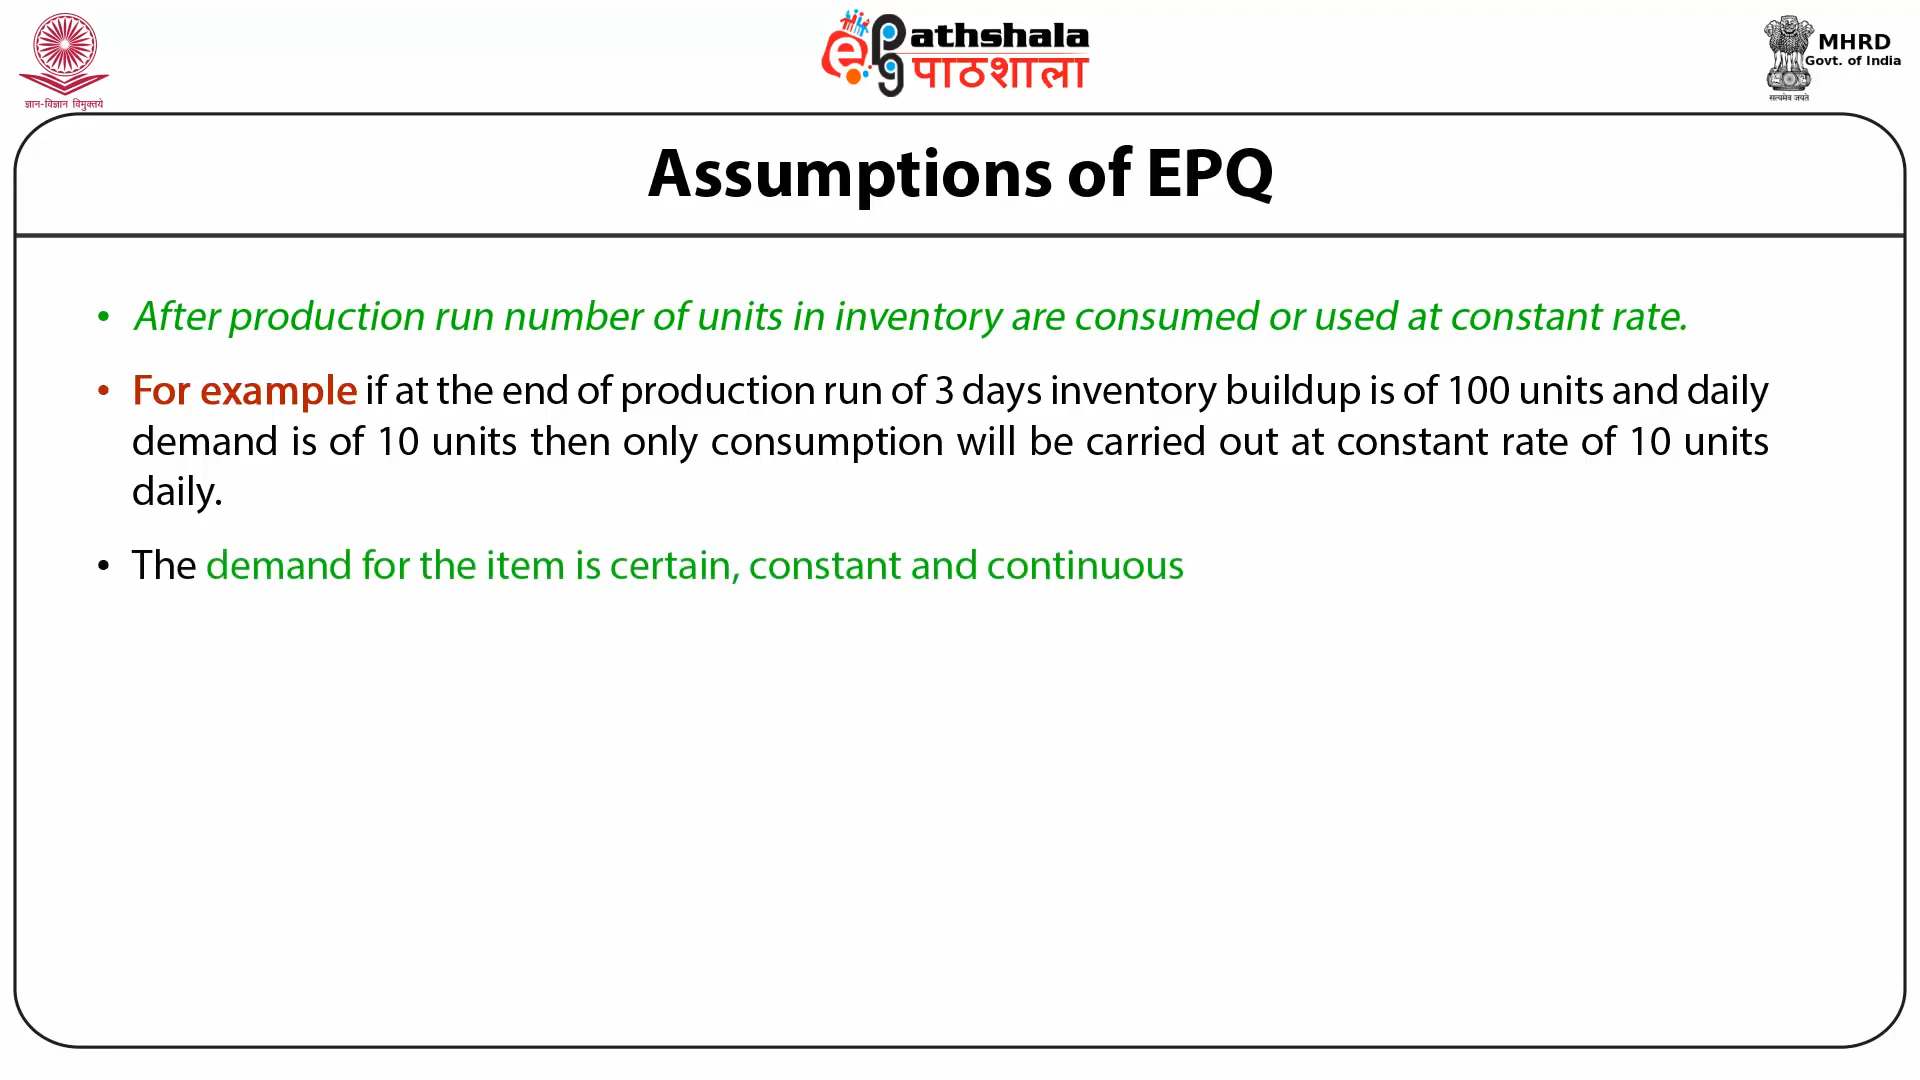 ज्ञान-विज्ञान विमुक्तये
ePG Pathshala
पाठशाला
MHRD
Govt. of India
सत्यमेव जयते
Assumptions of EPQ
• After production run number of units in inventory are consumed or used at constant rate.
• For example if at the end of production run of 3 days inventory buildup is of 100 units and daily
demand is of 10 units then only consumption will be carried out at constant rate of 10 units
daily.
• The demand for the item is certain, constant and continuous